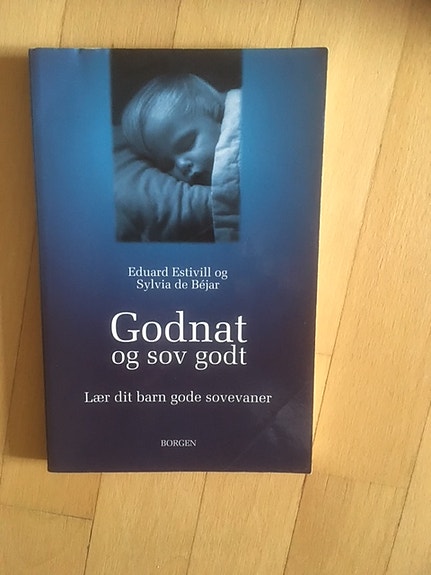 Eduard Estivill og
Sylvia de Béjar
Godnat
og sov godt
Lær dit barn gode sovevaner
BORGEN